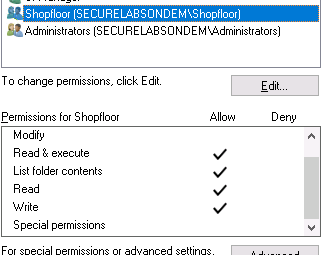 Shopfloor (SECURELABSONDEM\Shopfloor)
Administrators (SECURELABSONDEM\Administrators)
To change permissions, click Edit.
Edit...
Permissions for Shopfloor Allow Deny
Modify
Read & execute
List folder contents
Read
Write
Special permissions
For special permissions or advanced settings,
Advanced